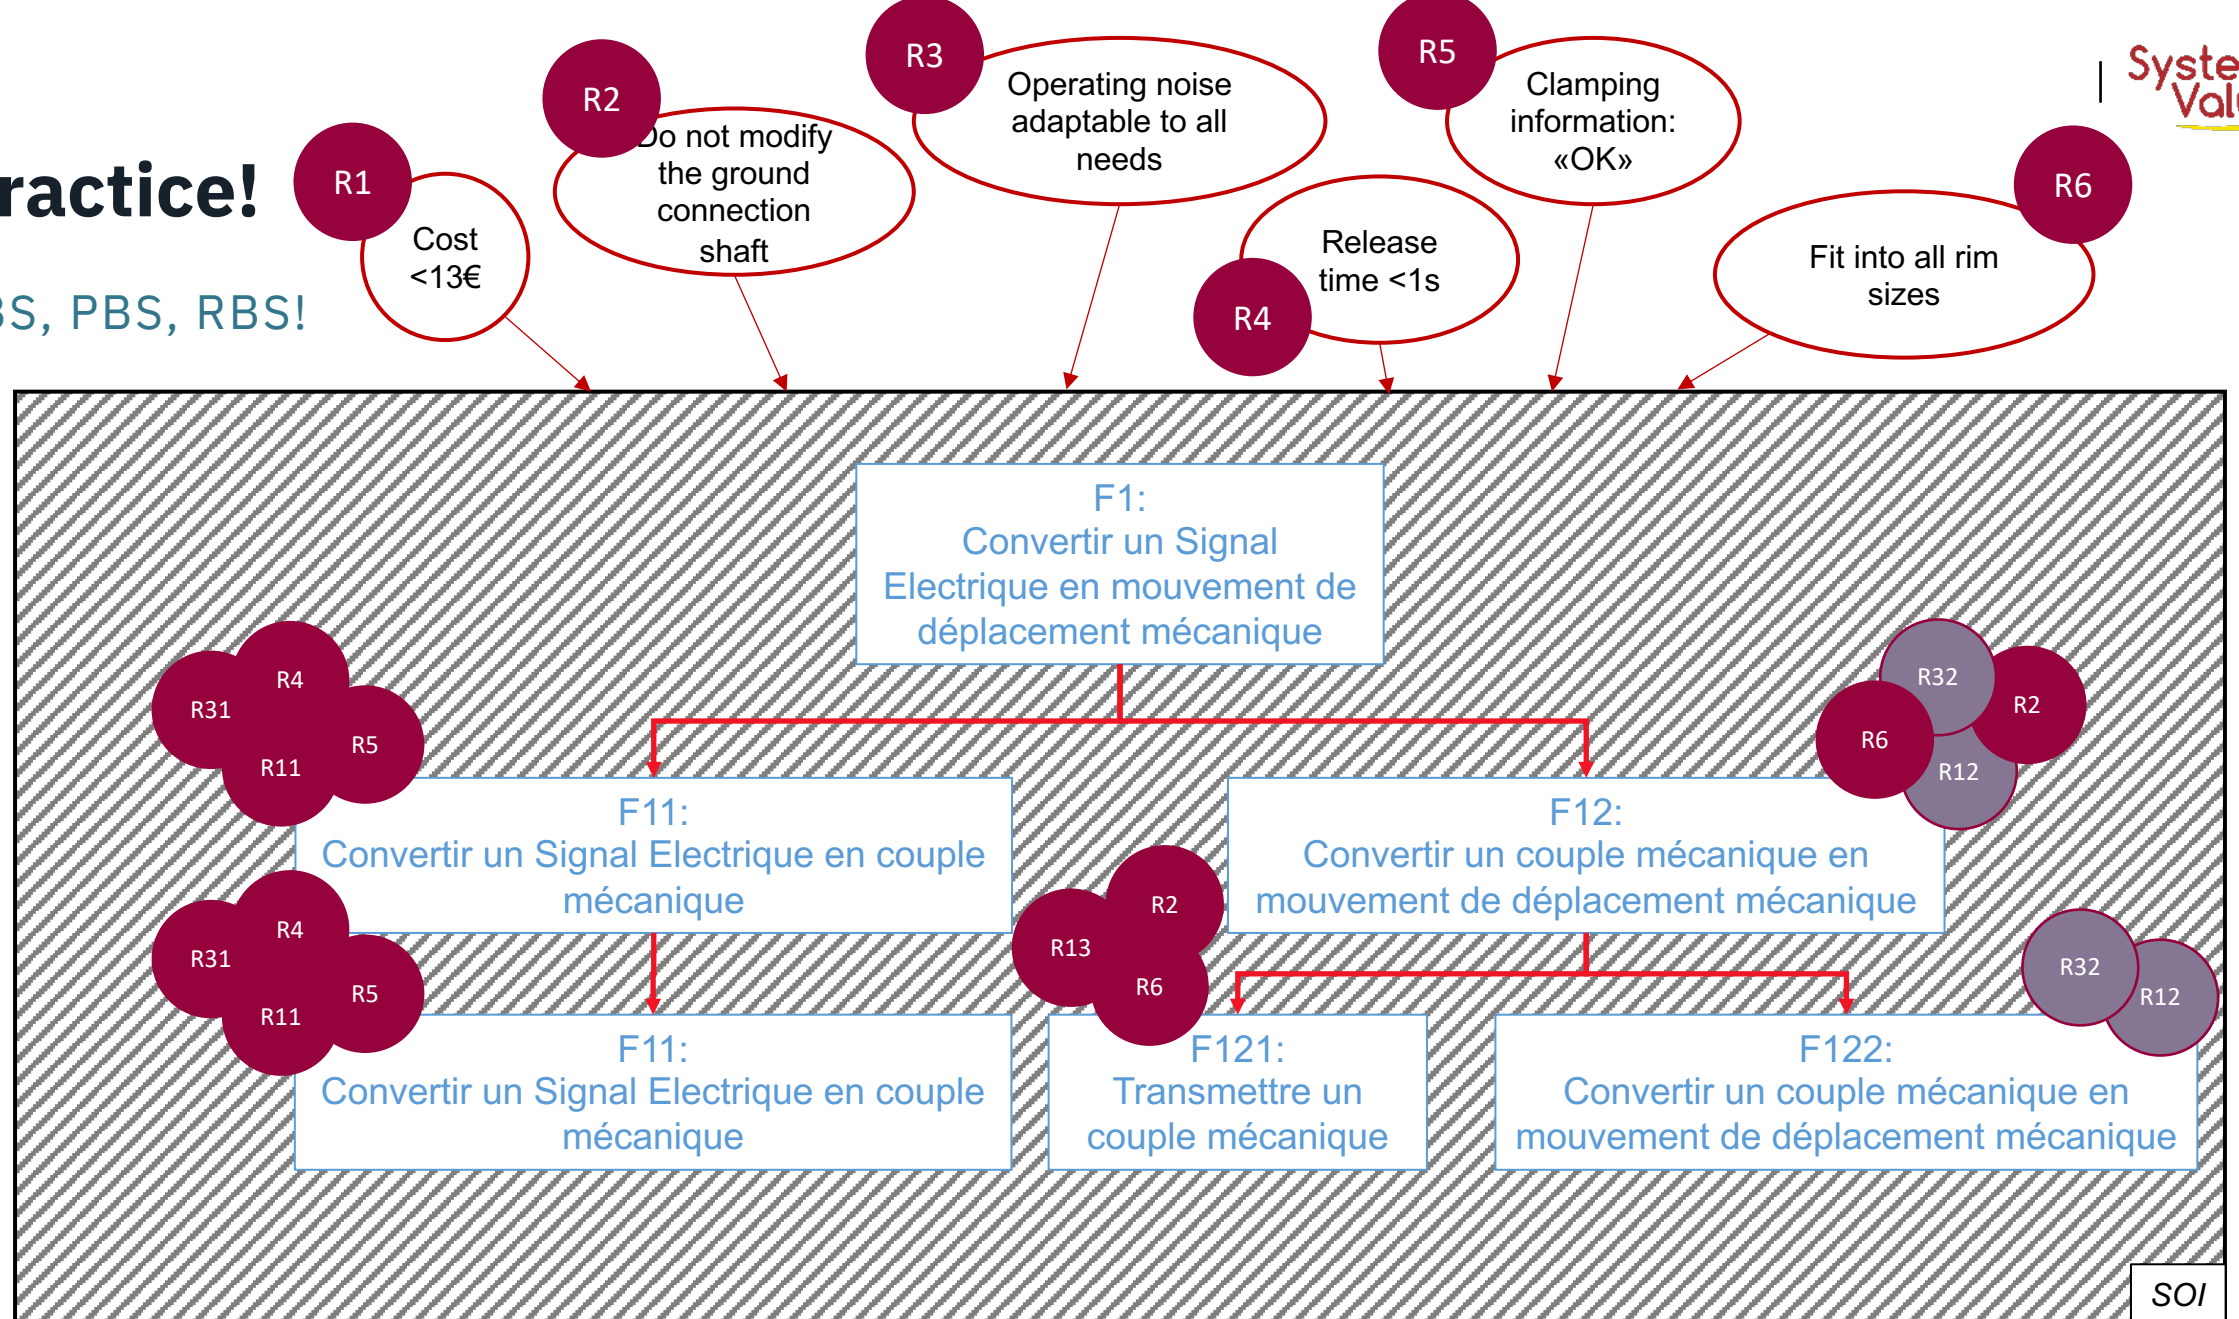 R1
Cost
<13€
R2
Do not modify
the ground
connection
shaft
R3
Operating noise
adaptable to all
needs
R4
Release
time <1s
R5
Clamping
information:
«OK»
R6
Fit into all rim
sizes
ractice!
BS, PBS, RBS!
F1:
Convertir un Signal
Electrique en mouvement de
déplacement mécanique
R4
R31
R5
R11
F11:
Convertir un Signal Electrique en couple
mécanique
R32
R2
R6
R12
F12:
Convertir un couple mécanique en
mouvement de déplacement mécanique
R4
R31
R5
R11
F11:
Convertir un Signal Electrique en couple
mécanique
R2
R13
R6
F121:
Transmettre un
couple mécanique
R32
R12
F122:
Convertir un couple mécanique en
mouvement de déplacement mécanique
SOI